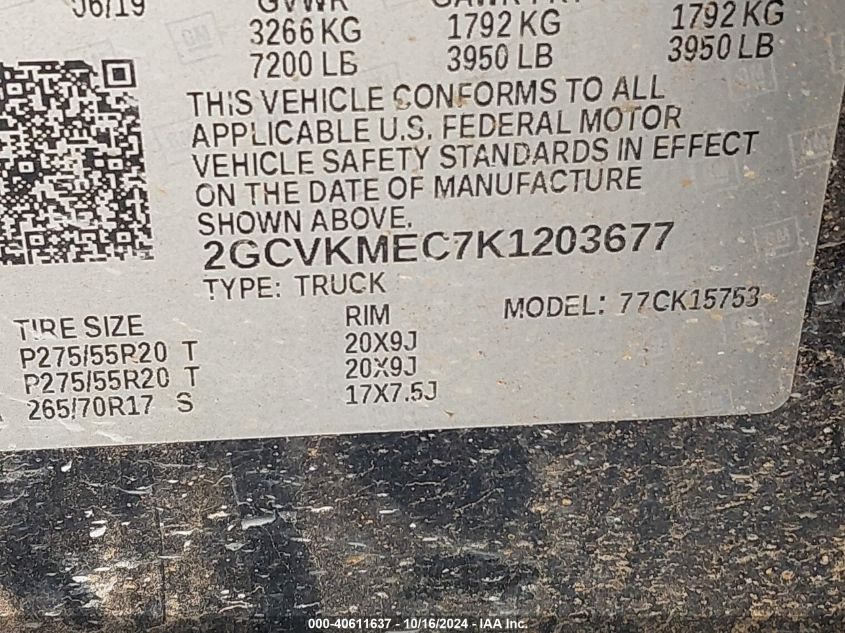 06/19 GVWR GAWR FRT
3266 KG 1792 KG 1792 KG
7200 LB 3950 LB 3950 LB
THIS VEHICLE CONFORMS TO ALL
APPLICABLE U.S. FEDERAL MOTOR
VEHICLE SAFETY STANDARDS IN EFFECT
ON THE DATE OF MANUFACTURE
SHOWN ABOVE.
2GCVKMEC7K1203677
TYPE: TRUCK
MODEL: 77CK15753
TIRE SIZE RIM
P275/55R20 T 20X9J
P275/55R20 T 20X9J
265/70R17 S 17X7.5J
000-40611637 - 10/16/2024 - IAA Inc.